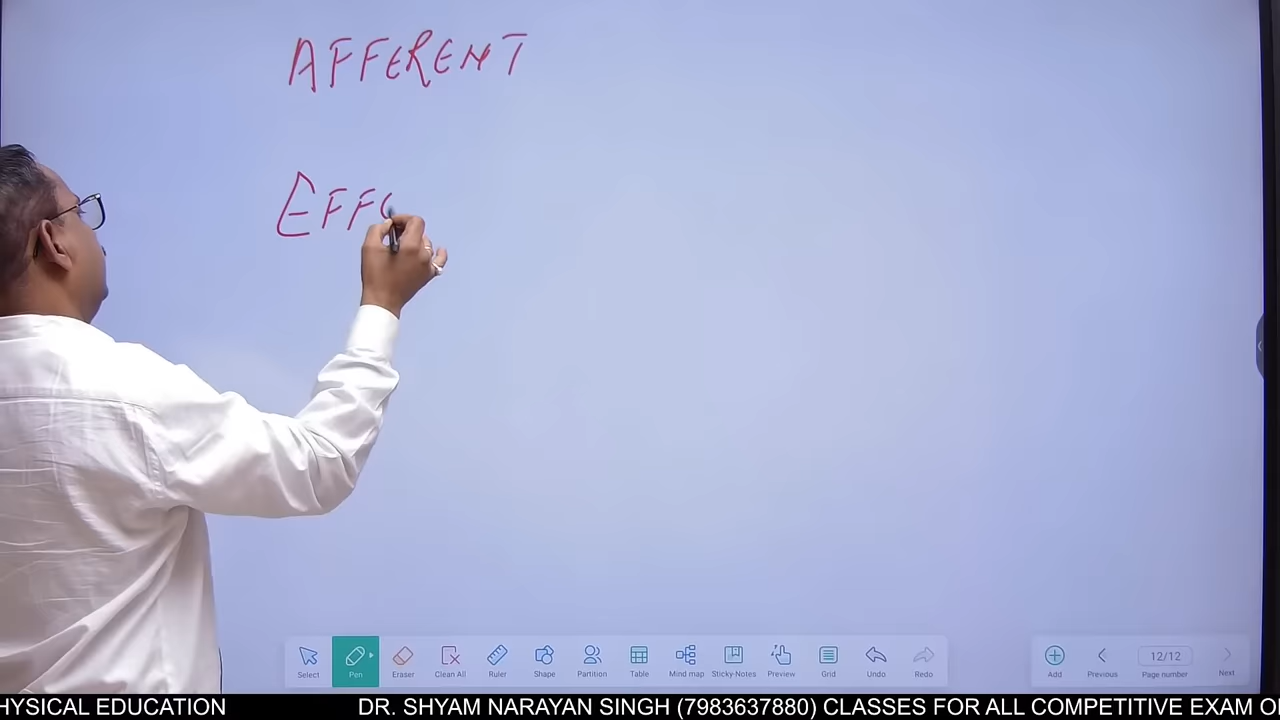 AFFERENT
EFFE
Select Pen Eraser Clean All Ruler Shape Partition Table Mind map Sticky-Notes Preview Grid Undo Redo Add Previous 12/12 Page number Next
HYSICAL EDUCATION DR. SHYAM NARAYAN SINGH (7983637880) CLASSES FOR ALL COMPETITIVE EXAM O